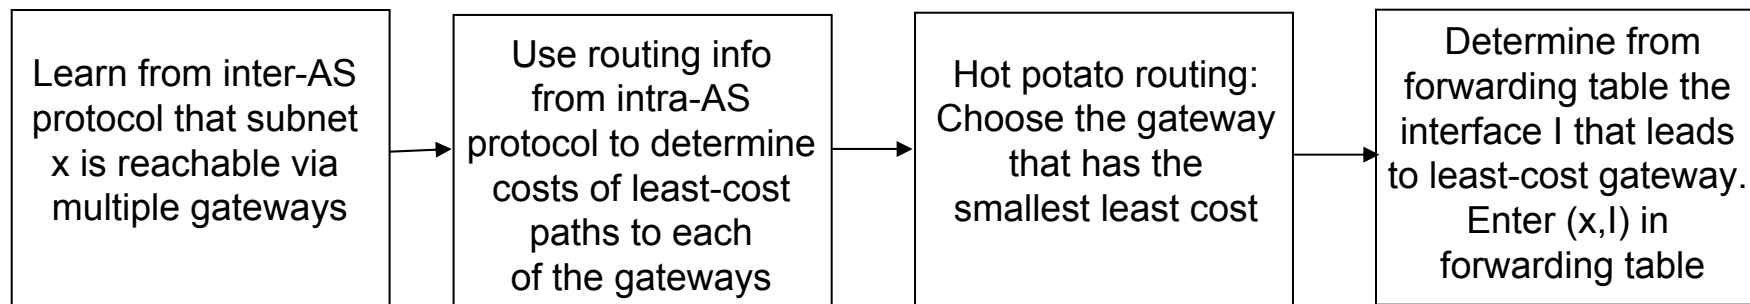 Learn from inter-AS
protocol that subnet
x is reachable via
multiple gateways
Use routing info
from intra-AS
protocol to determine
costs of least-cost
paths to each
of the gateways
Hot potato routing:
Choose the gateway
that has the
smallest least cost
Determine from
forwarding table the
interface I that leads
to least-cost gateway.
Enter (x,I) in
forwarding table